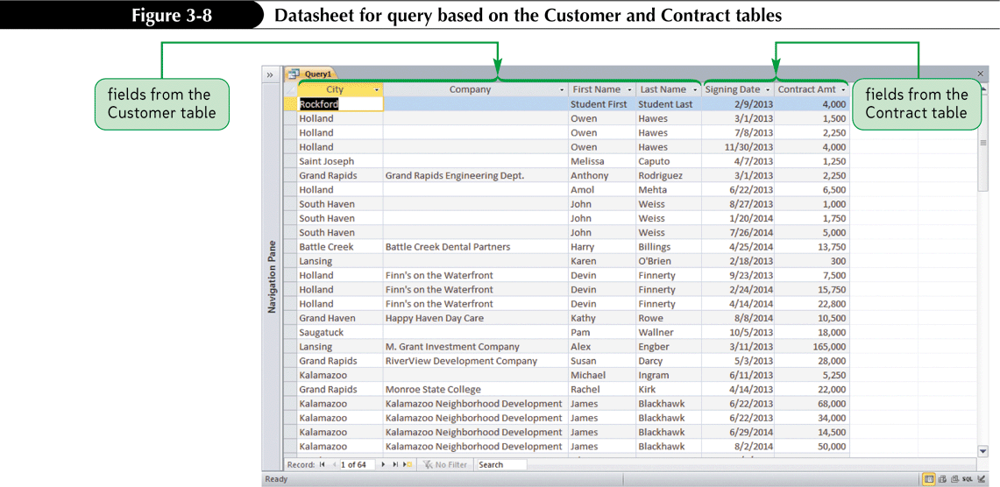 Figure 3-8 Datasheet for query based on the Customer and Contract tables
fields from the
Customer table
fields from the
Contract table
Query1
City Company First Name Last Name Signing Date Contract Amt
Rockford Student First Student Last 2/9/2013 4,000
Holland Owen Hawes 3/1/2013 1,500
Holland Owen Hawes 7/8/2013 2,250
Holland Owen Hawes 11/30/2013 4,000
Saint Joseph Melissa Caputo 4/7/2013 1,250
Grand Rapids Grand Rapids Engineering Dept. Anthony Rodriguez 3/1/2013 2,250
Holland Amol Mehta 6/22/2013 6,500
South Haven John Weiss 8/27/2013 1,000
South Haven John Weiss 1/20/2014 1,750
South Haven John Weiss 7/26/2014 5,000
Battle Creek Battle Creek Dental Partners Harry Billings 4/25/2014 13,750
Lansing Karen O'Brien 2/18/2013 300
Holland Finn's on the Waterfront Devin Finnerty 9/23/2013 7,500
Holland Finn's on the Waterfront Devin Finnerty 2/24/2014 15,750
Holland Finn's on the Waterfront Devin Finnerty 4/14/2014 22,800
Grand Haven Happy Haven Day Care Kathy Rowe 8/8/2014 10,500
Saugatuck Pam Wallner 10/5/2013 18,000
Lansing M. Grant Investment Company Alex Engber 3/11/2013 165,000
Grand Rapids RiverView Development Company Susan Darcy 5/3/2013 28,000
Kalamazoo Michael Ingram 6/11/2013 5,250
Grand Rapids Monroe State College Rachel Kirk 4/14/2013 22,000
Kalamazoo Kalamazoo Neighborhood Development James Blackhawk 6/22/2013 68,000
Kalamazoo Kalamazoo Neighborhood Development James Blackhawk 6/22/2013 34,000
Kalamazoo Kalamazoo Neighborhood Development James Blackhawk 6/29/2014 14,500
Kalamazoo Kalamazoo Neighborhood Development James Blackhawk 8/2/2014 50,000
Navigation Pane
Record: 1 of 64 No Filter Search
Ready SQL